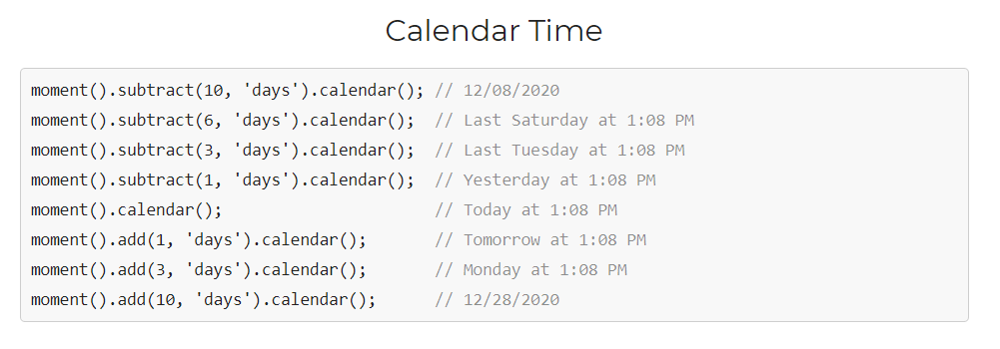 Calendar Time
moment().subtract(10, 'days').calendar(); // 12/08/2020
moment().subtract(6, 'days').calendar();  // Last Saturday at 1:08 PM
moment().subtract(3, 'days').calendar();  // Last Tuesday at 1:08 PM
moment().subtract(1, 'days').calendar();  // Yesterday at 1:08 PM
moment().calendar();                      // Today at 1:08 PM
moment().add(1, 'days').calendar();       // Tomorrow at 1:08 PM
moment().add(3, 'days').calendar();       // Monday at 1:08 PM
moment().add(10, 'days').calendar();      // 12/28/2020